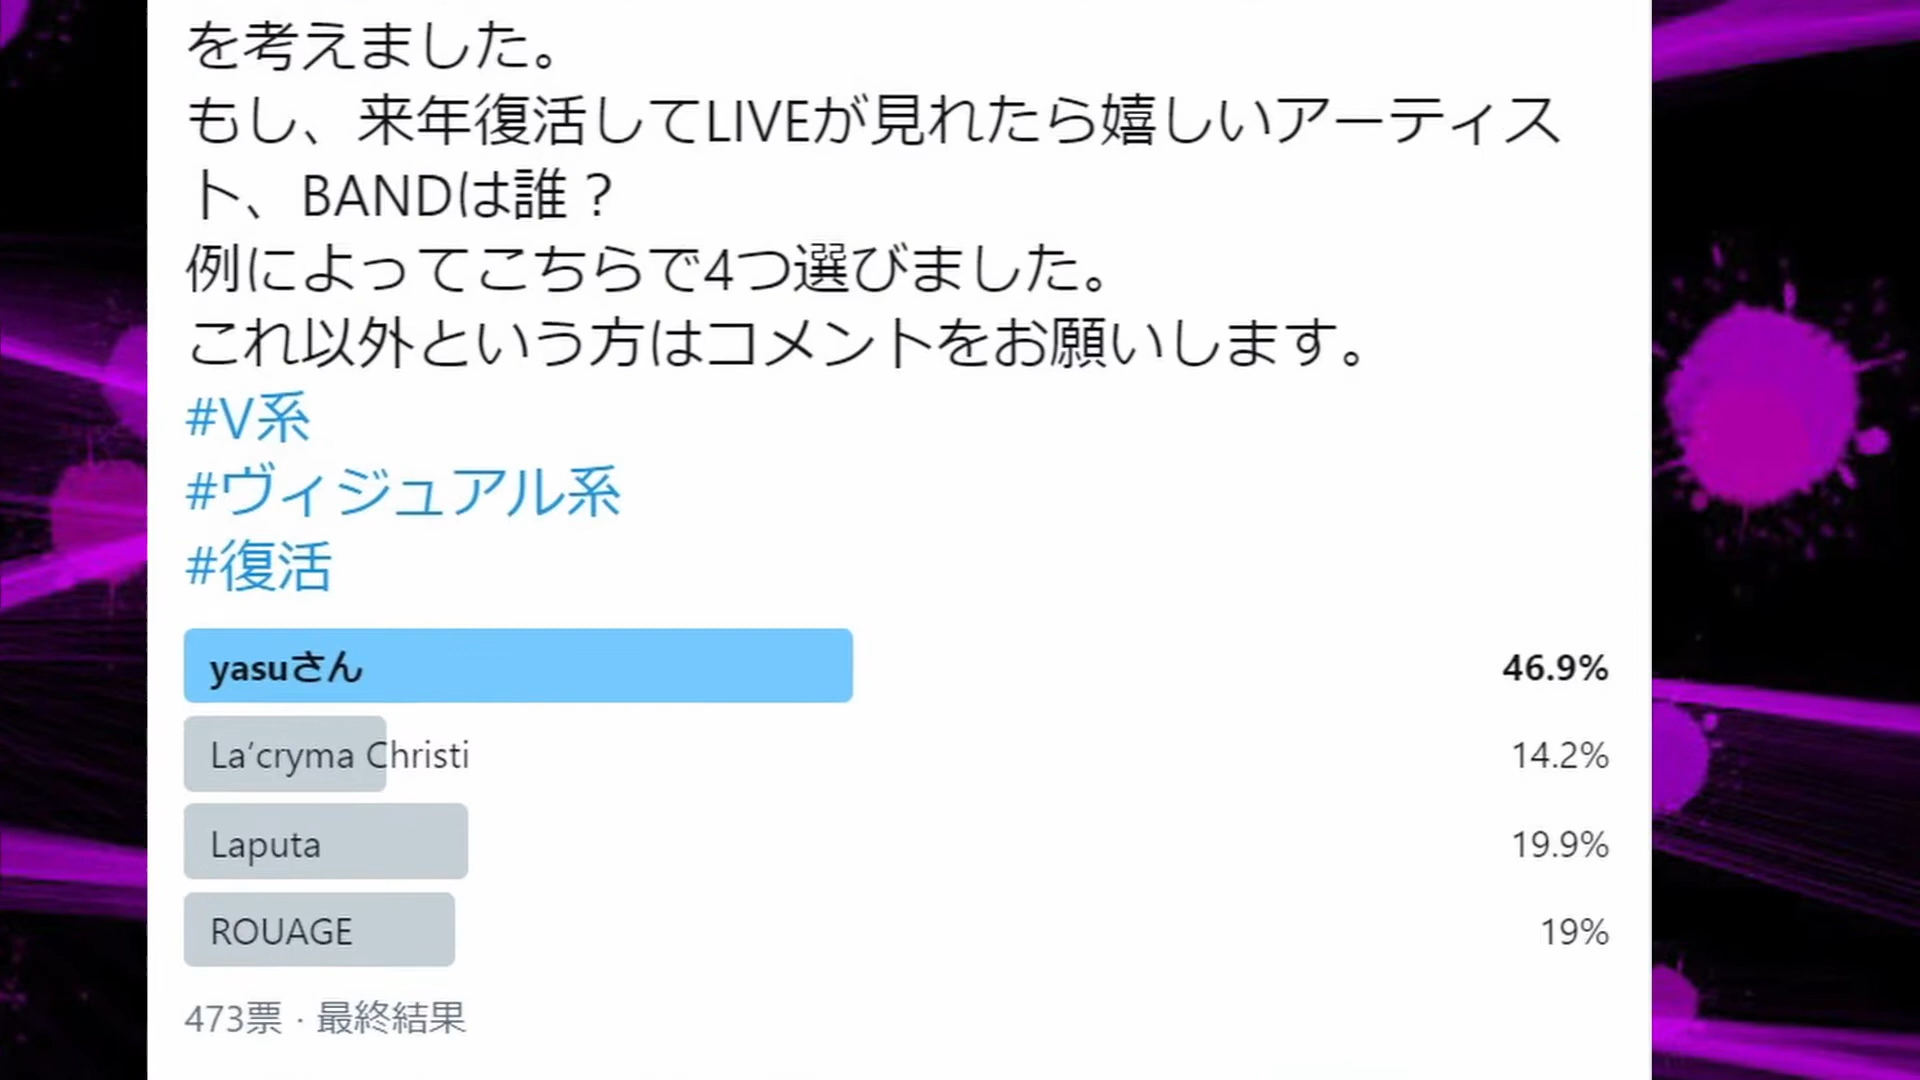 を考えました。
もし、来年復活してLIVEが見れたら嬉しいアーティス
ト、BANDは誰？
例によってこちらで4つ選びました。
これ以外という方はコメントをお願いします。
#V系
#ヴィジュアル系
#復活
yasuさん 46.9%
La’cryma Christi 14.2%
Laputa 19.9%
ROUAGE 19%
473票 · 最終結果